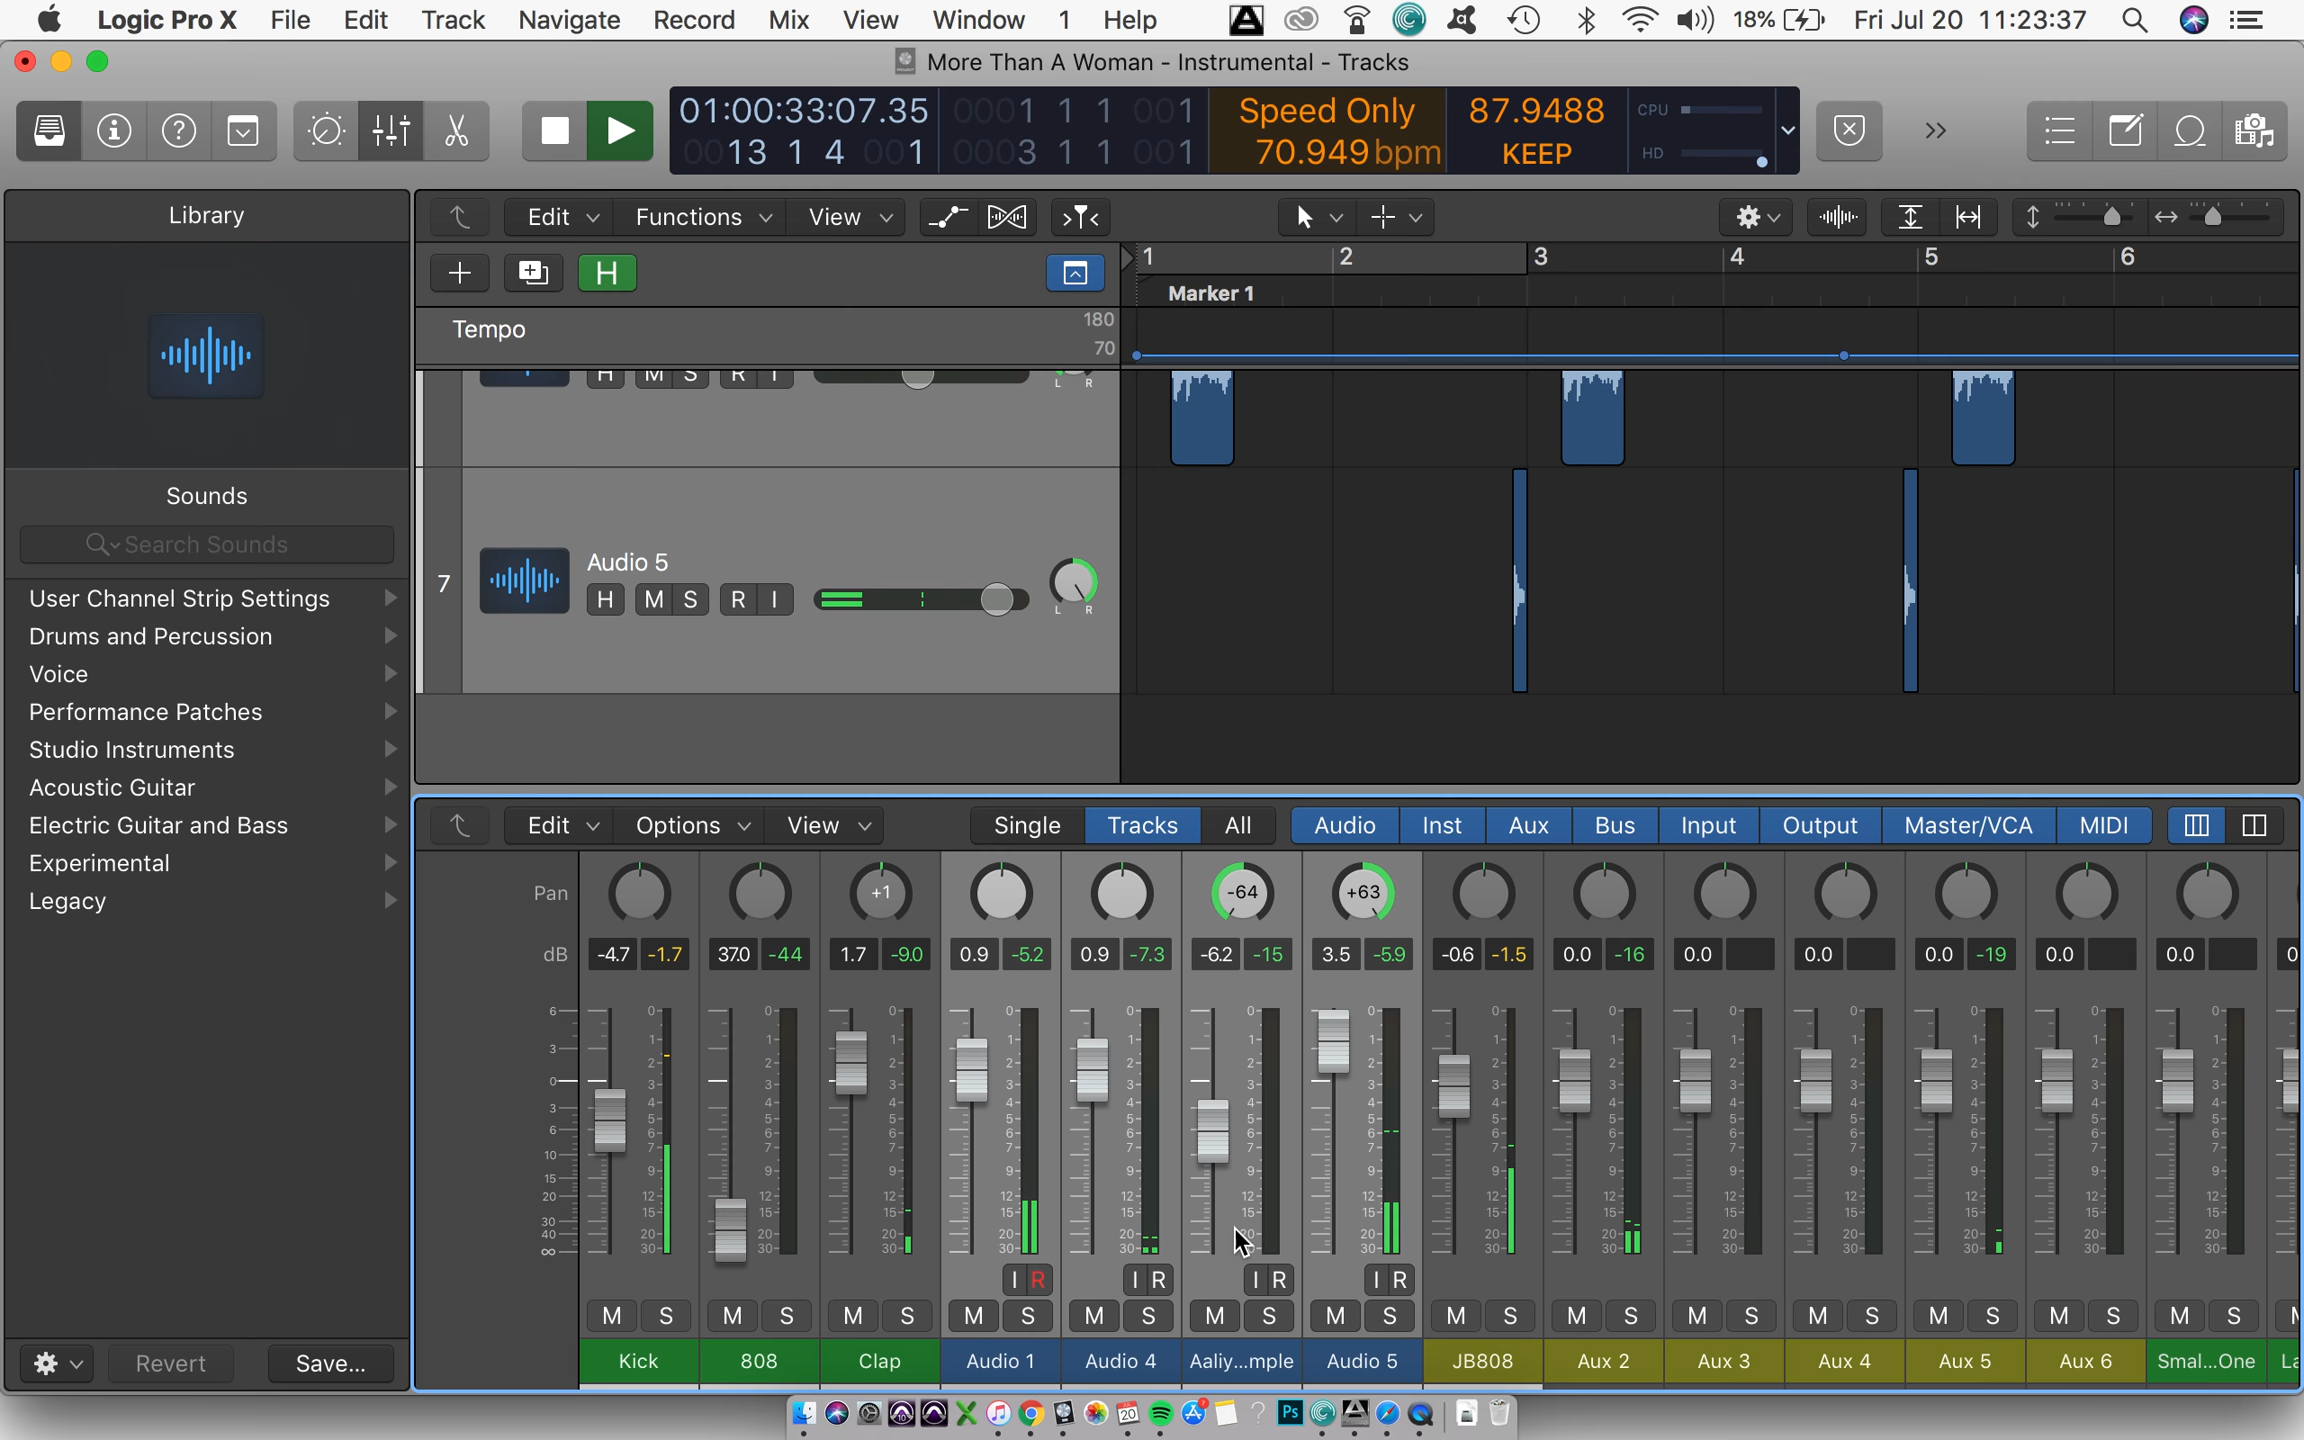 Logic Pro X File Edit Track Navigate Record Mix View Window 1 Help 18% Fri Jul 20 11:23:37
More Than A Woman - Instrumental - Tracks
01:00:33:07.35 0001 1 1 001 Speed Only 87.9488 CPU
0013 1 4 001 0003 1 1 001 70.949bpm KEEP HD
Library
Edit Functions View
H
1 2 3 4 5 6
Marker 1
Tempo 180
70
H M S R I L R
Sounds
Search Sounds
User Channel Strip Settings
Drums and Percussion
Voice
Performance Patches
Studio Instruments
Acoustic Guitar
Electric Guitar and Bass
Experimental
Legacy
Revert Save...
7 Audio 5
H M S R I L R
Edit Options View Single Tracks All Audio Inst Aux Bus Input Output Master/VCA MIDI
Pan +1 -64 +63
dB -4.7 -1.7 37.0 -44 1.7 -9.0 0.9 -5.2 0.9 -7.3 -6.2 -15 3.5 -5.9 -0.6 -1.5 0.0 -16 0.0 0.0 0.0 -19 0.0 0.0
I R I R I R I R
M S M S M S M S M S M S M S M S M S M S M S M S M S M S
Kick 808 Clap Audio 1 Audio 4 Aaliy...mple Audio 5 JB808 Aux 2 Aux 3 Aux 4 Aux 5 Aux 6 Smal...One
20 Ps